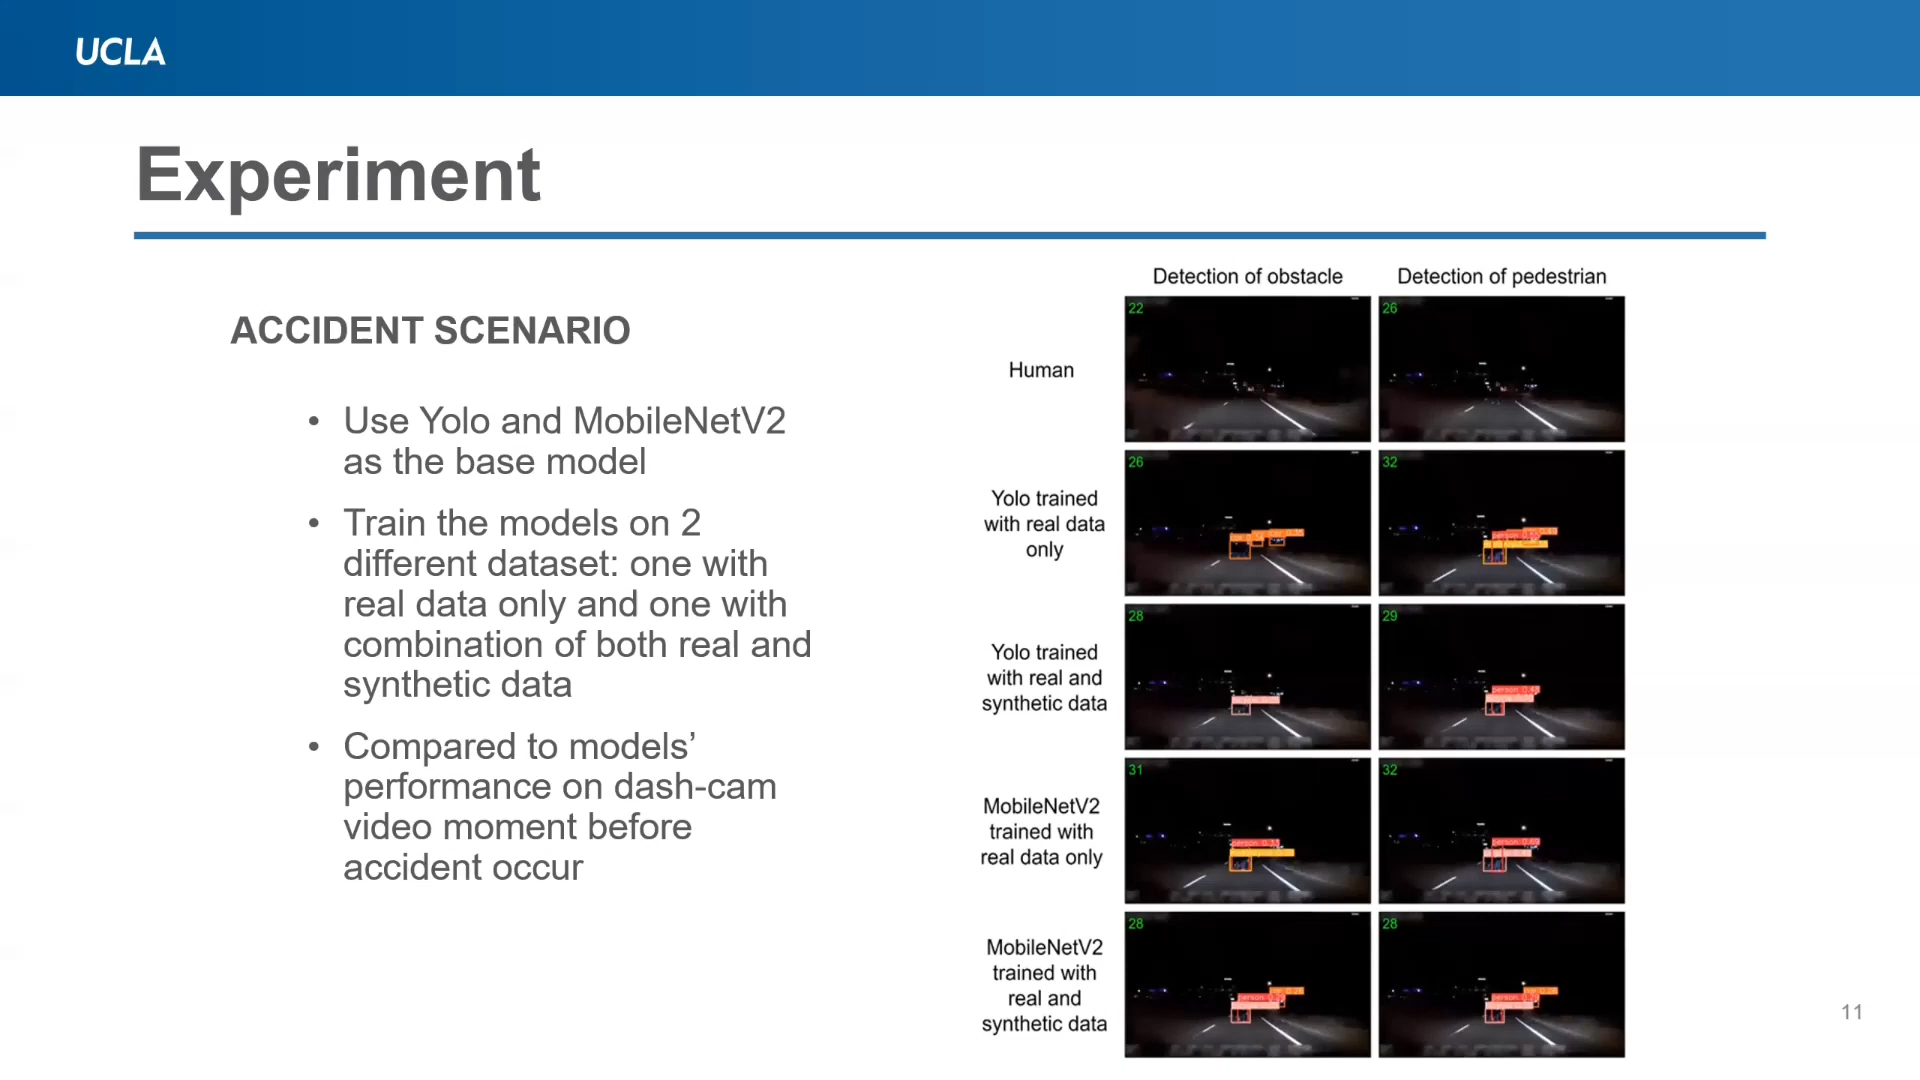 UCLA
Experiment
ACCIDENT SCENARIO
• Use Yolo and MobileNetV2
as the base model
• Train the models on 2
different dataset: one with
real data only and one with
combination of both real and
synthetic data
• Compared to models’
performance on dash-cam
video moment before
accident occur
Detection of obstacle
Detection of pedestrian
Human
22
26
Yolo trained
with real data
only
26
32
Yolo trained
with real and
synthetic data
28
29
MobileNetV2
trained with
real data only
31
32
MobileNetV2
trained with
real and
synthetic data
28
28
11